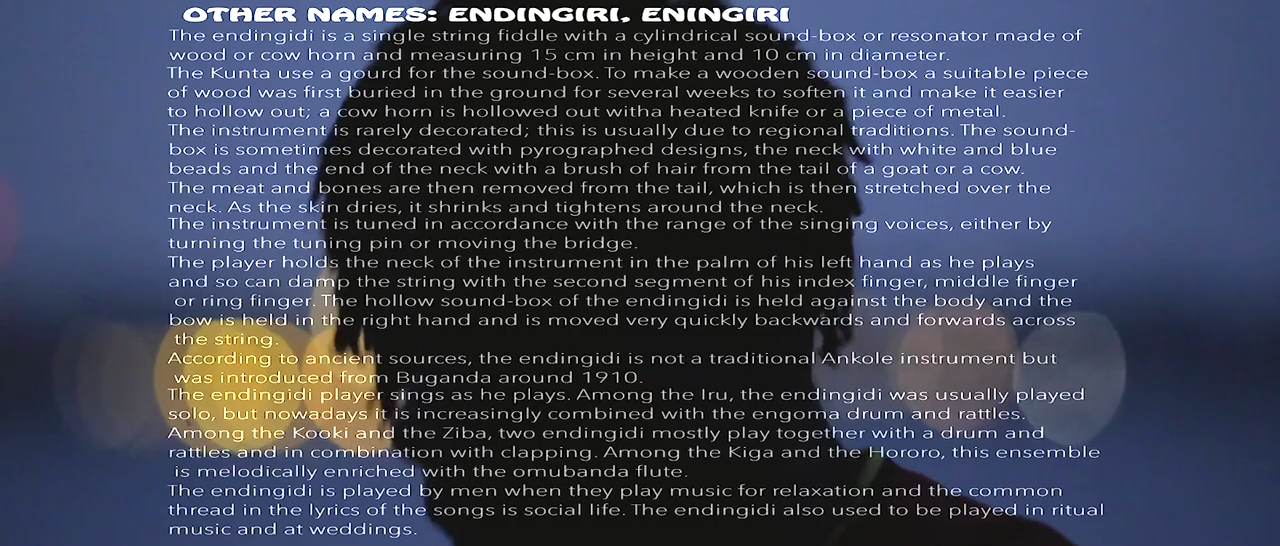 OTHER NAMES: ENDINGIRI, ENINGIRI
The endingidi is a single string fiddle with a cylindrical sound-box or resonator made of
wood or cow horn and measuring 15 cm in height and 10 cm in diameter.
The Kunta use a gourd for the sound-box. To make a wooden sound-box a suitable piece
of wood was first buried in the ground for several weeks to soften it and make it easier
to hollow out; a cow horn is hollowed out witha heated knife or a piece of metal.
The instrument is rarely decorated; this is usually due to regional traditions. The sound-
box is sometimes decorated with pyrographed designs, the neck with white and blue
beads and the end of the neck with a brush of hair from the tail of a goat or a cow.
The meat and bones are then removed from the tail, which is then stretched over the
neck. As the skin dries, it shrinks and tightens around the neck.
The instrument is tuned in accordance with the range of the singing voices, either by
turning the tuning pin or moving the bridge.
The player holds the neck of the instrument in the palm of his left hand as he plays
and so can damp the string with the second segment of his index finger, middle finger
or ring finger. The hollow sound-box of the endingidi is held against the body and the
bow is held in the right hand and is moved very quickly backwards and forwards across
the string.
According to ancient sources, the endingidi is not a traditional Ankole instrument but
was introduced from Buganda around 1910.
The endingidi player sings as he plays. Among the Iru, the endingidi was usually played
solo, but nowadays it is increasingly combined with the engoma drum and rattles.
Among the Kooki and the Ziba, two endingidi mostly play together with a drum and
rattles and in combination with clapping. Among the Kiga and the Hororo, this ensemble
is melodically enriched with the omubanda flute.
The endingidi is played by men when they play music for relaxation and the common
thread in the lyrics of the songs is social life. The endingidi also used to be played in ritual
music and at weddings.